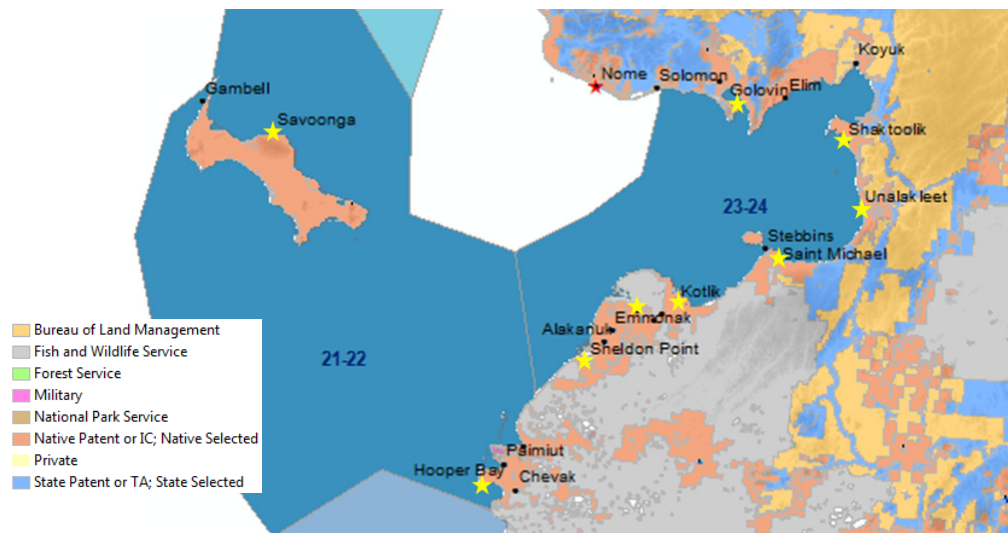 Koyuk
Nome
Solomon
Golovin
Elim
Gambell
Savoonga
Shaktoolik
Unalakleet
23-24
Stebbins
Saint Michael
Kotlik
Emmonak
Alakanuk
Sheldon Point
21-22
Paimiut
Hooper Bay
Chevak
Bureau of Land Management
Fish and Wildlife Service
Forest Service
Military
National Park Service
Native Patent or IC; Native Selected
Private
State Patent or TA; State Selected